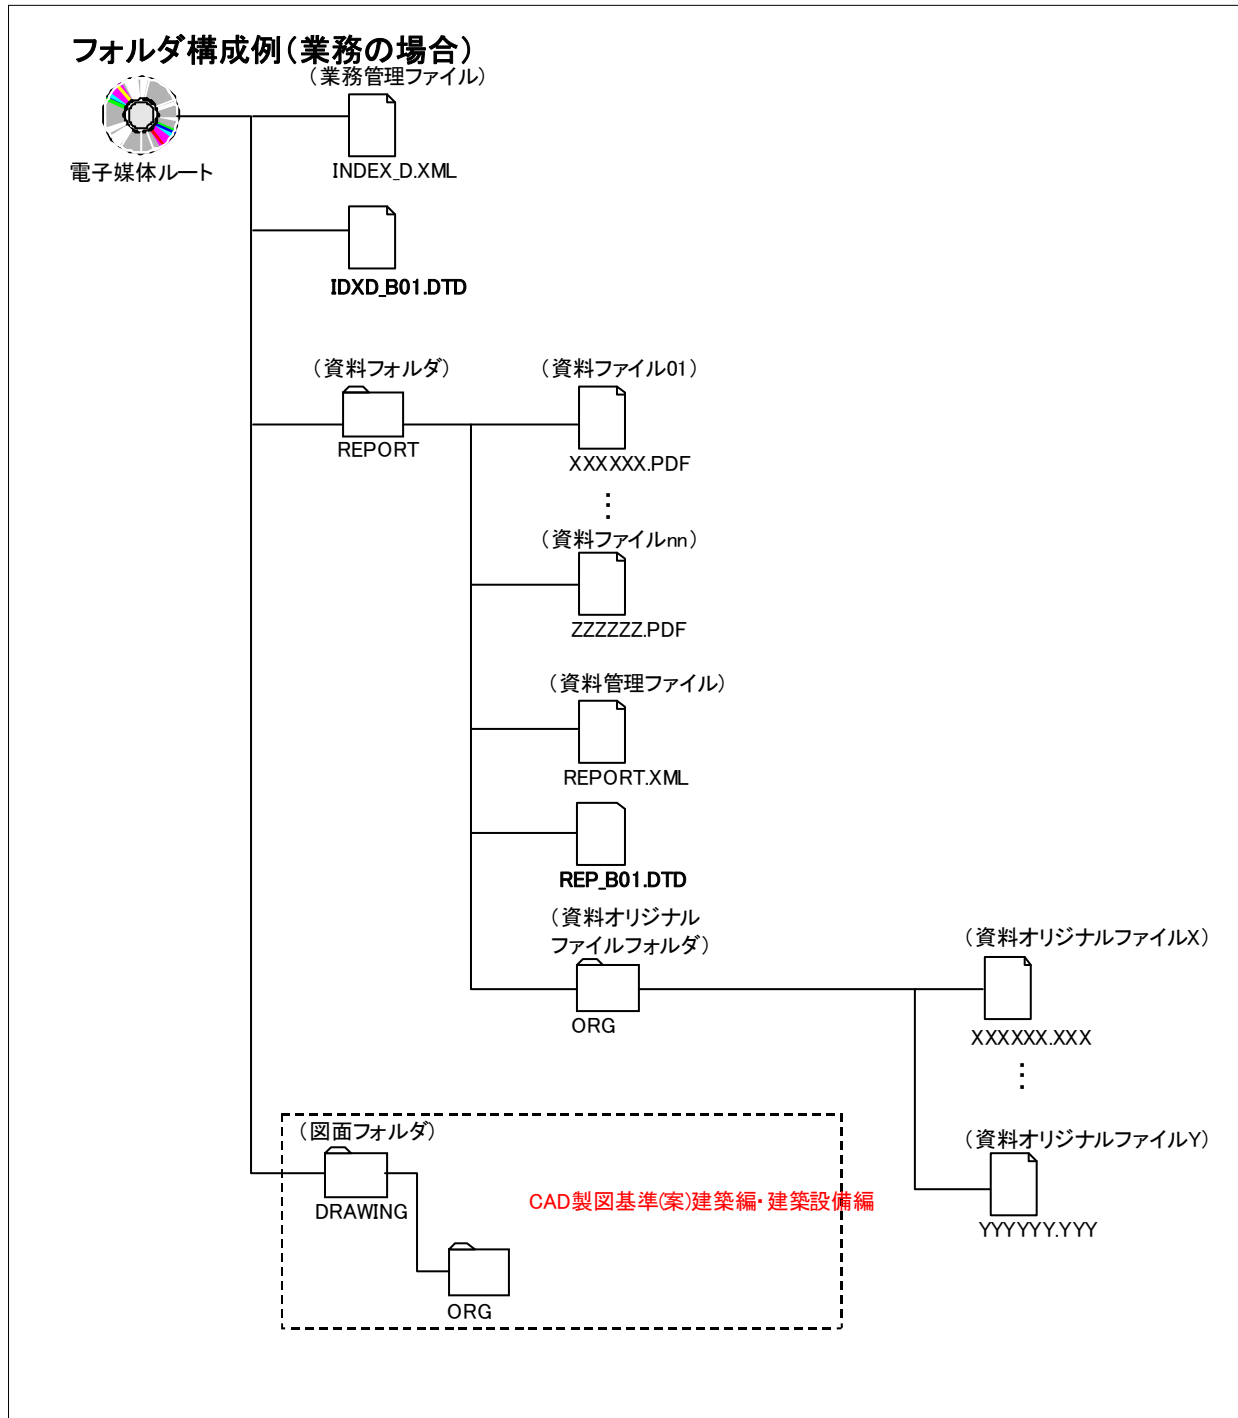 フォルダ構成例（業務の場合）
（業務管理ファイル）
電子媒体ルート
INDEX_D.XML
IDXD_B01.DTD
（資料フォルダ）
REPORT
（資料ファイル01）
XXXXXX.PDF
⋮
（資料ファイルnn）
ZZZZZZ.PDF
（資料管理ファイル）
REPORT.XML
REP_B01.DTD
（資料オリジナル
ファイルフォルダ）
ORG
（資料オリジナルファイルX）
XXXXXX.XXX
⋮
（資料オリジナルファイルY）
YYYYYY.YYY
（図面フォルダ）
DRAWING
CAD製図基準(案)建築編・建築設備編
ORG